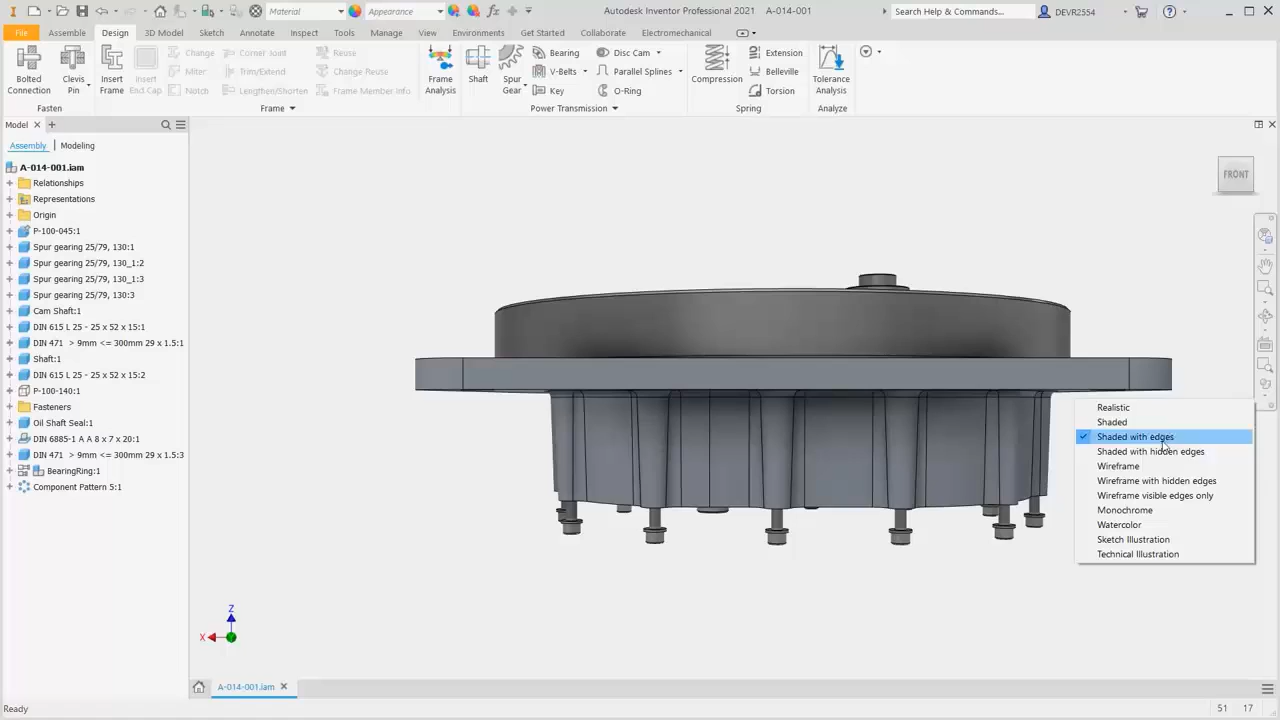 Material
Appearance
Autodesk Inventor Professional 2021 A-014-001
Search Help & Commands...
DEVR2554
File Assembly Design 3D Model Sketch Annotate Inspect Tools Manage View Environments Get Started Collaborate Electromechanical
Bolted Connection
Clevis Pin
Fasten
Insert Frame
Insert End Cap
Change
Miter
Notch
Corner Joint
Trim/Extend
Lengthen/Shorten
Reuse
Change Reuse
Frame Member Info
Frame Analysis
Frame
Shaft
Spur Gear
Bearing
V-Belts
Key
Disc Cam
Parallel Splines
O-Ring
Power Transmission
Compression
Extension
Belleville
Torsion
Spring
Tolerance Analysis
Analyze
Model
Assembly | Modeling
A-014-001.iam
Relationships
Representations
Origin
P-100-045:1
Spur gearing 25/79, 130:1
Spur gearing 25/79, 130_1:2
Spur gearing 25/79, 130_1:3
Spur gearing 25/79, 130:3
Cam Shaft:1
DIN 615 L 25 - 25 x 52 x 15:1
DIN 471 > 9mm <= 300mm 29 x 1.5:1
Shaft:1
DIN 615 L 25 - 25 x 52 x 15:2
P-100-140:1
Fasteners
Oil Shaft Seal:1
DIN 6885-1 A A 8 x 7 x 20:1
DIN 471 > 9mm <= 300mm 29 x 1.5:3
BearingRing:1
Component Pattern 5:1
FRONT
Realistic
Shaded
Shaded with edges
Shaded with hidden edges
Wireframe
Wireframe with hidden edges
Wireframe visible edges only
Monochrome
Watercolor
Sketch Illustration
Technical Illustration
Z
X
A-014-001.iam
Ready
51 17